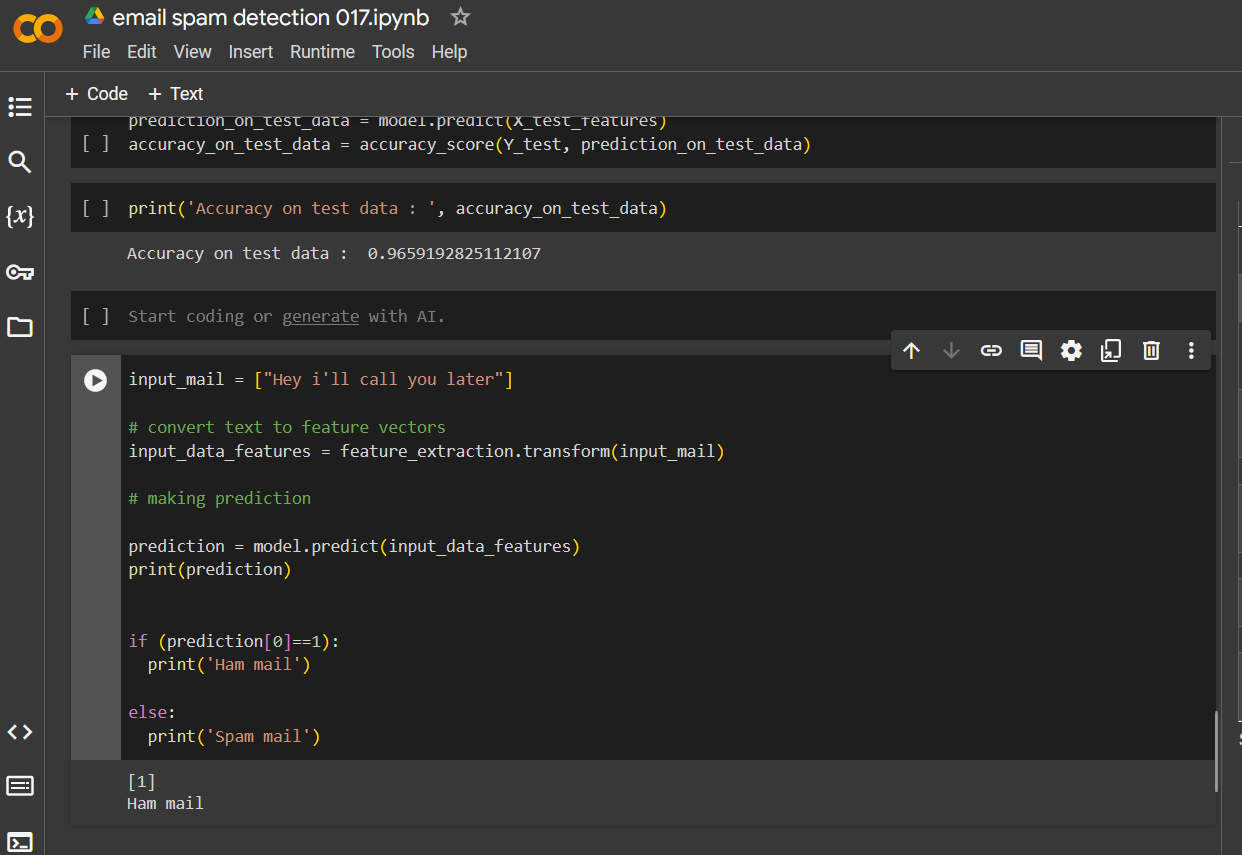 email spam detection 017.ipynb
File Edit View Insert Runtime Tools Help
+ Code + Text
prediction_on_test_data = model.predict(X_test_features)
[ ] accuracy_on_test_data = accuracy_score(Y_test, prediction_on_test_data)
[ ] print('Accuracy on test data : ', accuracy_on_test_data)
Accuracy on test data :  0.9659192825112107
[ ] Start coding or generate with AI.
input_mail = ["Hey i'll call you later"]
# convert text to feature vectors
input_data_features = feature_extraction.transform(input_mail)
# making prediction
prediction = model.predict(input_data_features)
print(prediction)
if (prediction[0]==1):
  print('Ham mail')
else:
  print('Spam mail')
[1]
Ham mail